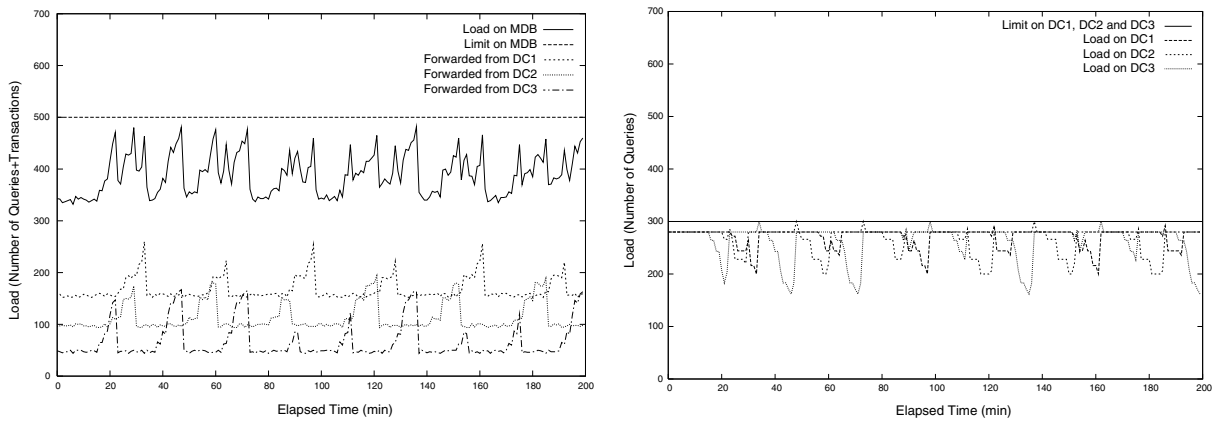 700
600
500
400
300
200
100
0
0 20 40 60 80 100 120 140 160 180 200
Load (Number of Queries+Transactions)
Elapsed Time (min)
Load on MDB
Limit on MDB
Forwarded from DC1
Forwarded from DC2
Forwarded from DC3
700
600
500
400
300
200
100
0
0 20 40 60 80 100 120 140 160 180 200
Load (Number of Queries)
Elapsed Time (min)
Limit on DC1, DC2 and DC3
Load on DC1
Load on DC2
Load on DC3